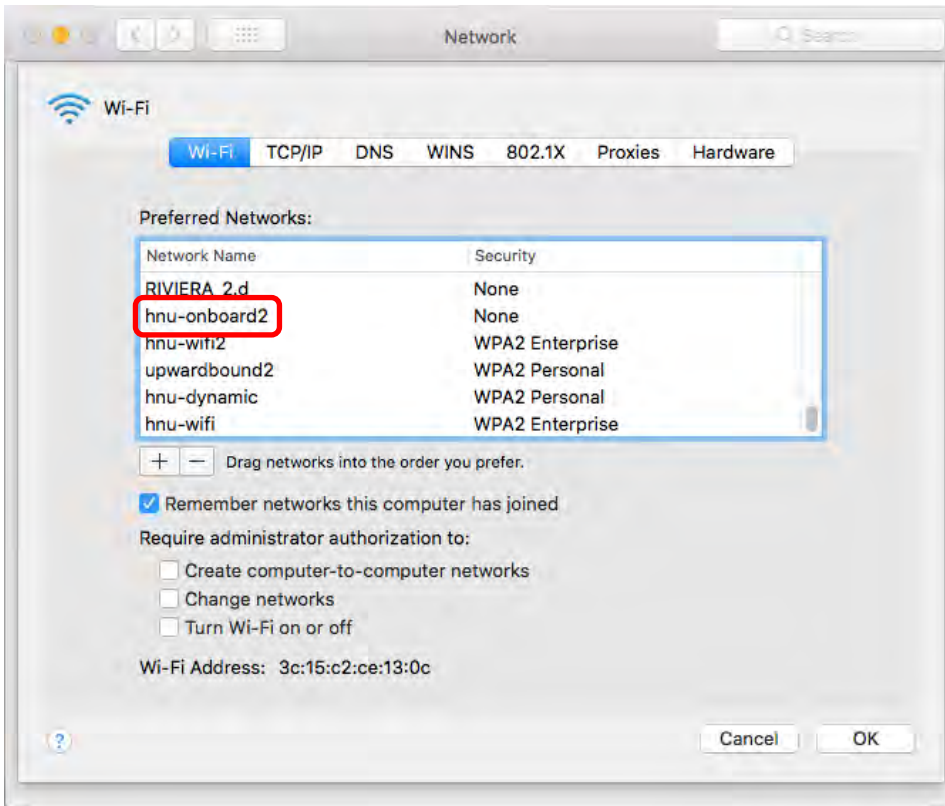 Network
Search
Wi-Fi
Wi-Fi TCP/IP DNS WINS 802.1X Proxies Hardware
Preferred Networks:
Network Name Security
RIVIERA_2.d None
hnu-onboard2 None
hnu-wifi2 WPA2 Enterprise
upwardbound2 WPA2 Personal
hnu-dynamic WPA2 Personal
hnu-wifi WPA2 Enterprise
+ − Drag networks into the order you prefer.
Remember networks this computer has joined
Require administrator authorization to:
Create computer-to-computer networks
Change networks
Turn Wi-Fi on or off
Wi-Fi Address: 3c:15:c2:ce:13:0c
? Cancel OK